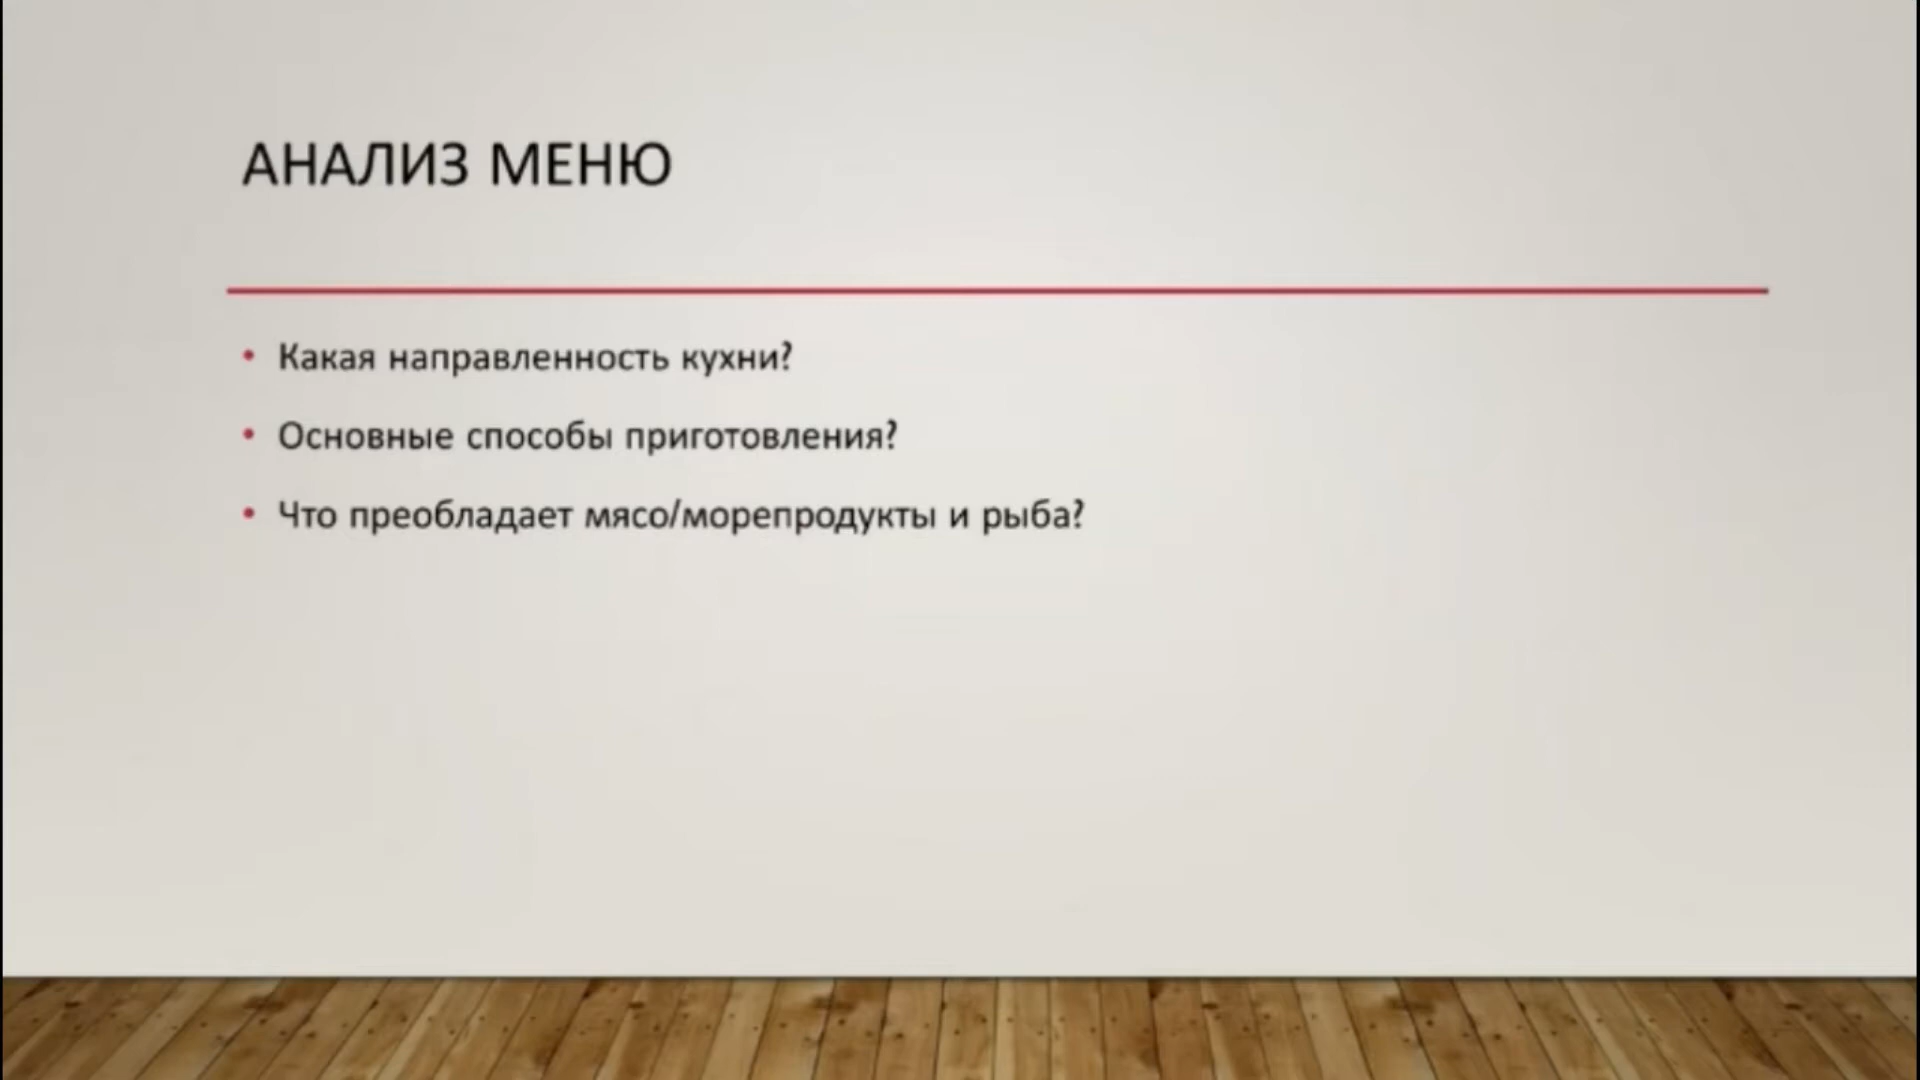 АНАЛИЗ МЕНЮ
• Какая направленность кухни?
• Основные способы приготовления?
• Что преобладает мясо/морепродукты и рыба?